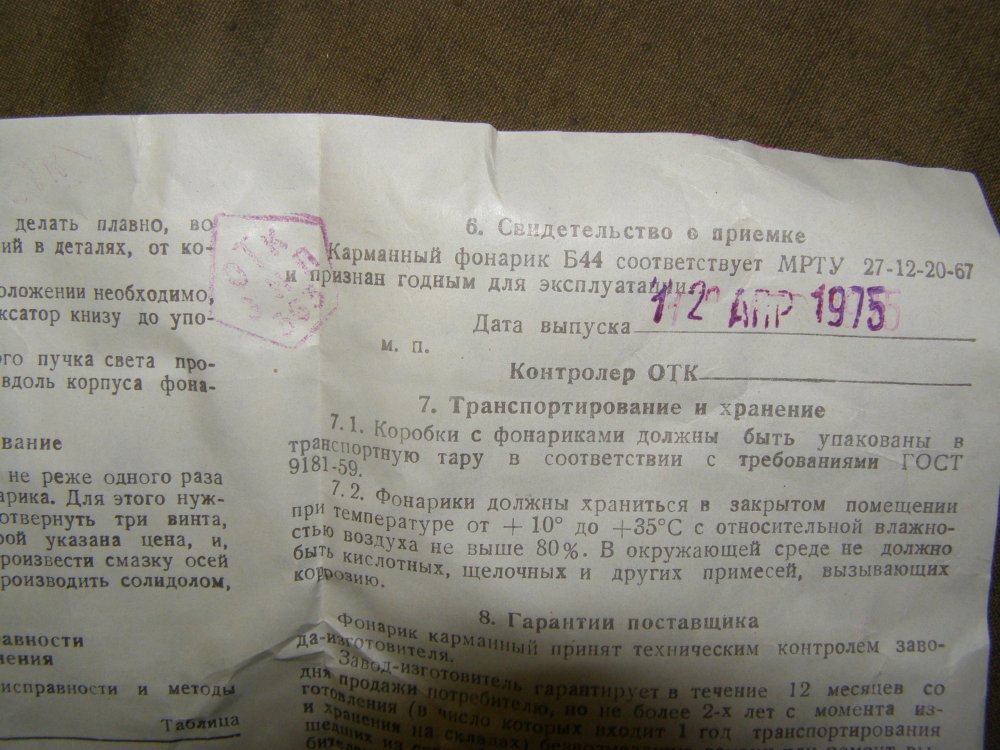 делать плавно, во
ий в деталях, от ко-
оложении необходимо,
ксатор книзу до упо-
ого пучка света про-
вдоль корпуса фона-
вание
не реже одного раза
арика. Для этого нуж-
отвернуть три винта,
рой указана цена, и,
произвести смазку осей
роизводить солидолом,
авности
нения
исправности и методы
Таблица
ОТК
6. Свидетельство о приемке
Карманный фонарик Б44 соответствует МРТУ 27-12-20-67
и признан годным для эксплуатации.
Дата выпуска 12 АПР 1975
м. п.
Контролер ОТК
7. Транспортирование и хранение
7.1. Коробки с фонариками должны быть упакованы в
транспортную тару в соответствии с требованиями ГОСТ
9181-59.
7.2. Фонарики должны храниться в закрытом помещении
при температуре от +10° до +35°С с относительной влажно-
стью воздуха не выше 80%. В окружающей среде не должно
быть кислотных, щелочных и других примесей, вызывающих
коррозию.
8. Гарантии поставщика
Фонарик карманный принят техническим контролем заво-
да-изготовителя.
Завод-изготовитель гарантирует в течение 12 месяцев со
дня продажи потребителю, но не более 2-х лет с момента из-
готовления (в число которых входит 1 год транспортирования
и хранения на складах)